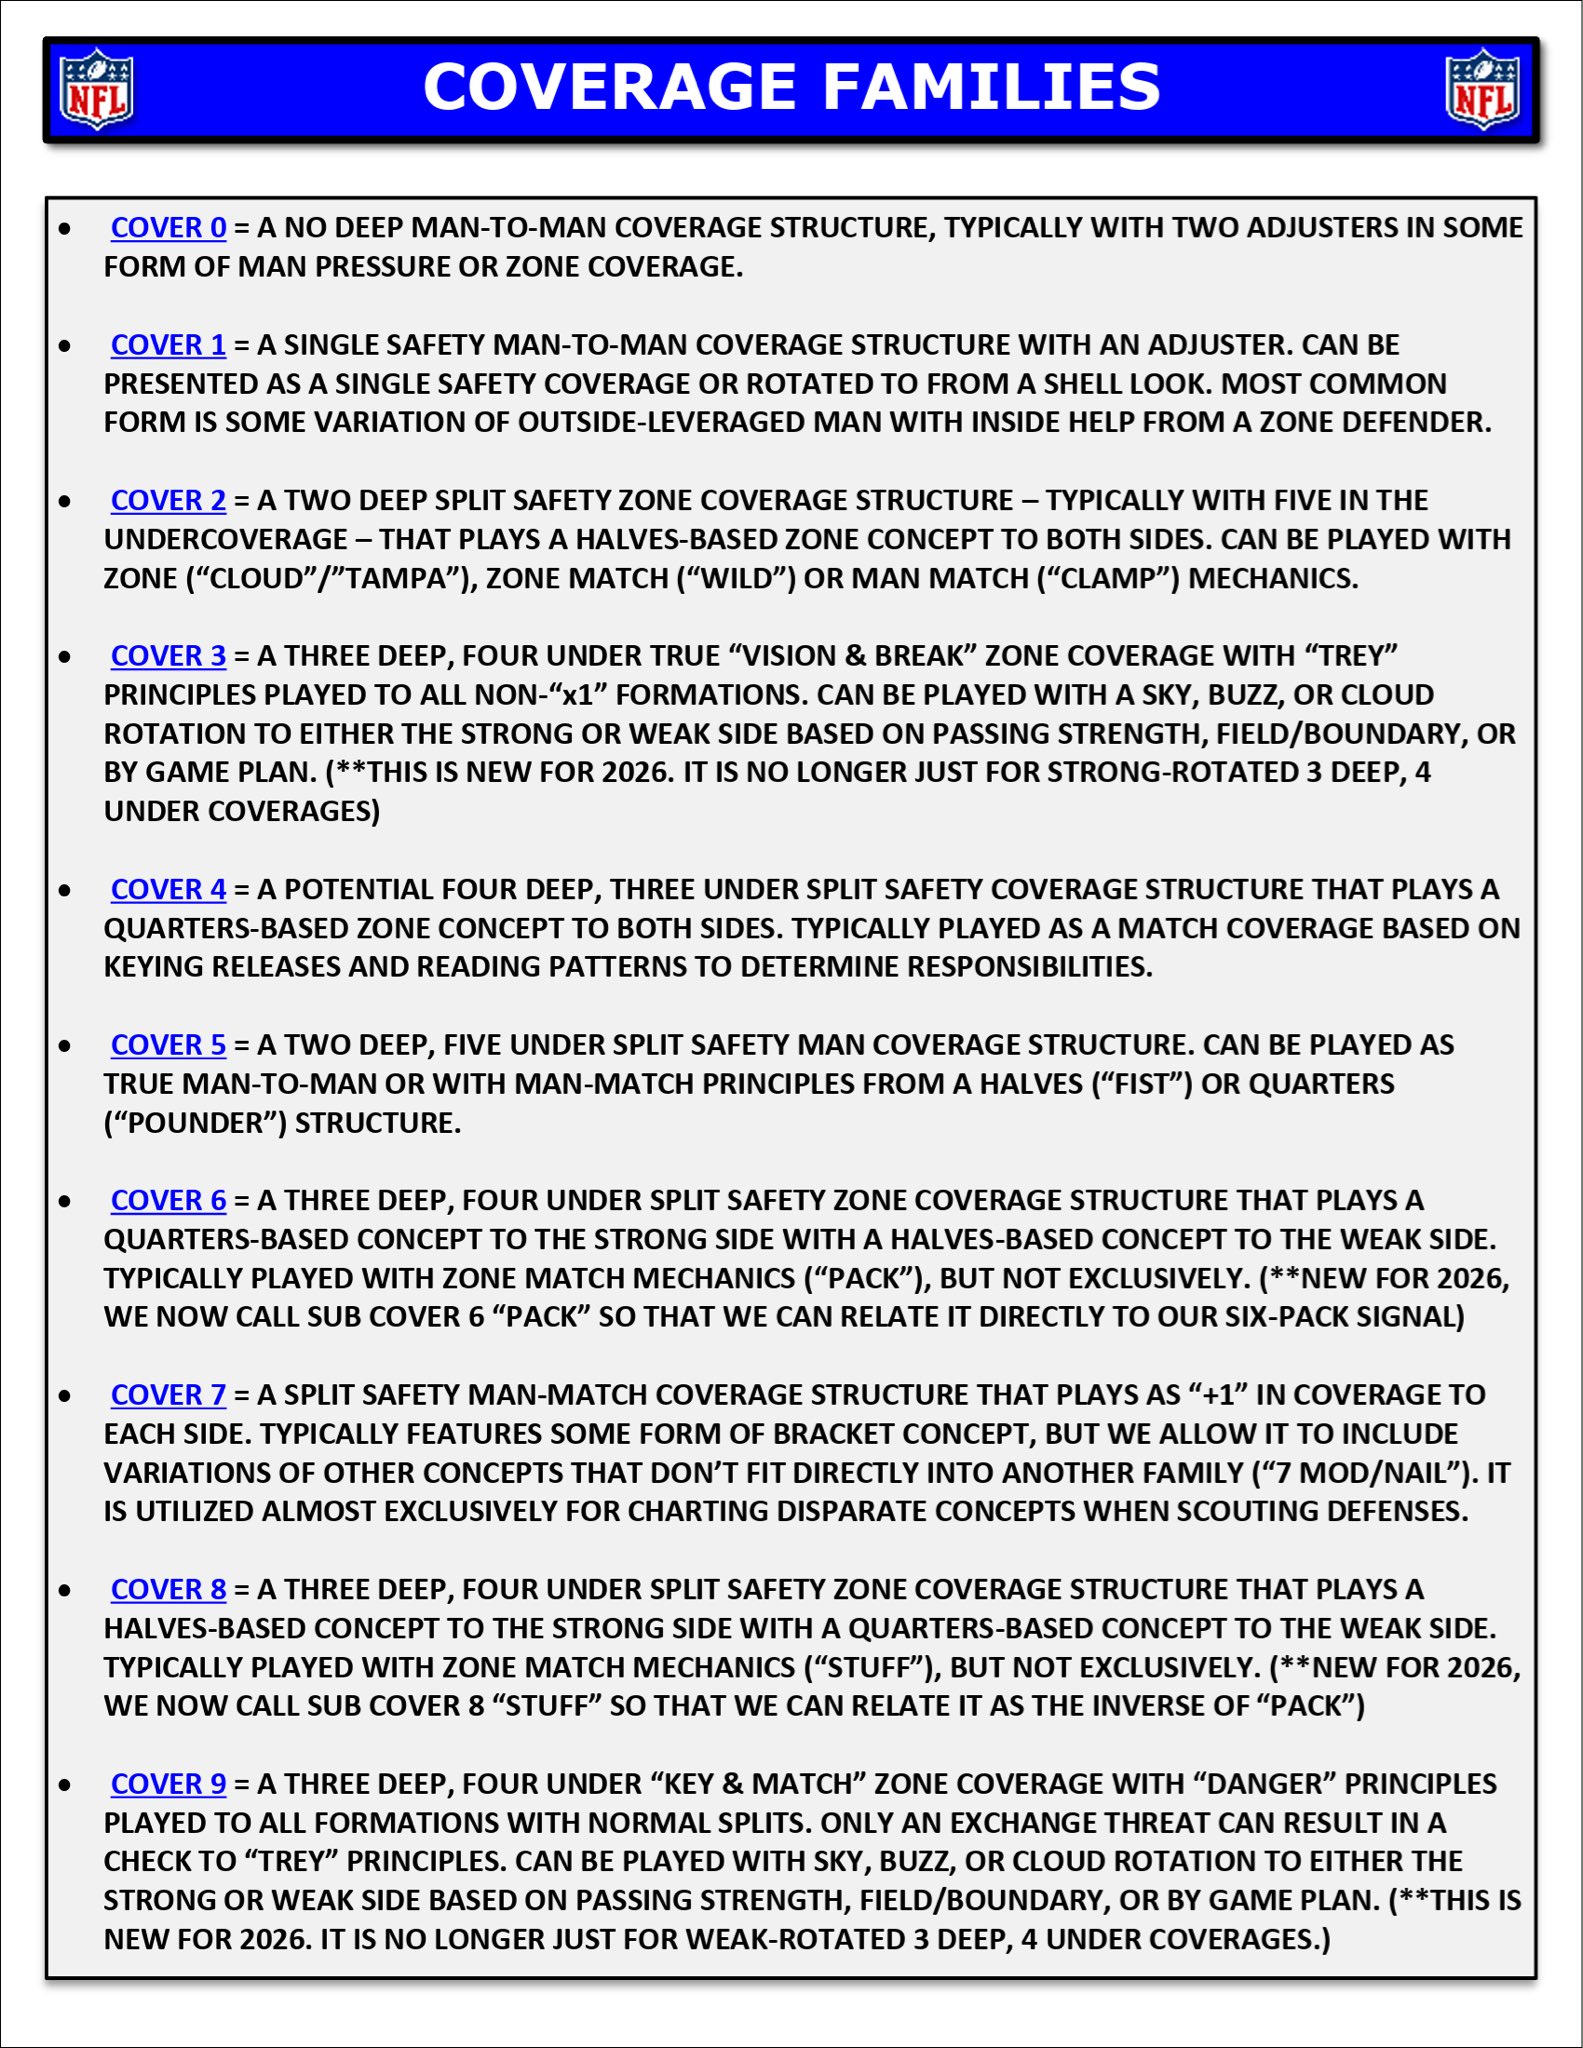 NFL COVERAGE FAMILIES NFL
• COVER 0 = A NO DEEP MAN-TO-MAN COVERAGE STRUCTURE, TYPICALLY WITH TWO ADJUSTERS IN SOME
FORM OF MAN PRESSURE OR ZONE COVERAGE.
• COVER 1 = A SINGLE SAFETY MAN-TO-MAN COVERAGE STRUCTURE WITH AN ADJUSTER. CAN BE
PRESENTED AS A SINGLE SAFETY COVERAGE OR ROTATED TO FROM A SHELL LOOK. MOST COMMON
FORM IS SOME VARIATION OF OUTSIDE-LEVERAGED MAN WITH INSIDE HELP FROM A ZONE DEFENDER.
• COVER 2 = A TWO DEEP SPLIT SAFETY ZONE COVERAGE STRUCTURE – TYPICALLY WITH FIVE IN THE
UNDERCOVERAGE – THAT PLAYS A HALVES-BASED ZONE CONCEPT TO BOTH SIDES. CAN BE PLAYED WITH
ZONE (“CLOUD”/”TAMPA”), ZONE MATCH (“WILD”) OR MAN MATCH (“CLAMP”) MECHANICS.
• COVER 3 = A THREE DEEP, FOUR UNDER TRUE “VISION & BREAK” ZONE COVERAGE WITH “TREY”
PRINCIPLES PLAYED TO ALL NON-“x1” FORMATIONS. CAN BE PLAYED WITH A SKY, BUZZ, OR CLOUD
ROTATION TO EITHER THE STRONG OR WEAK SIDE BASED ON PASSING STRENGTH, FIELD/BOUNDARY, OR
BY GAME PLAN. (**THIS IS NEW FOR 2026. IT IS NO LONGER JUST FOR STRONG-ROTATED 3 DEEP, 4
UNDER COVERAGES)
• COVER 4 = A POTENTIAL FOUR DEEP, THREE UNDER SPLIT SAFETY COVERAGE STRUCTURE THAT PLAYS A
QUARTERS-BASED ZONE CONCEPT TO BOTH SIDES. TYPICALLY PLAYED AS A MATCH COVERAGE BASED ON
KEYING RELEASES AND READING PATTERNS TO DETERMINE RESPONSIBILITIES.
• COVER 5 = A TWO DEEP, FIVE UNDER SPLIT SAFETY MAN COVERAGE STRUCTURE. CAN BE PLAYED AS
TRUE MAN-TO-MAN OR WITH MAN-MATCH PRINCIPLES FROM A HALVES (“FIST”) OR QUARTERS
(“POUNDER”) STRUCTURE.
• COVER 6 = A THREE DEEP, FOUR UNDER SPLIT SAFETY ZONE COVERAGE STRUCTURE THAT PLAYS A
QUARTERS-BASED CONCEPT TO THE STRONG SIDE WITH A HALVES-BASED CONCEPT TO THE WEAK SIDE.
TYPICALLY PLAYED WITH ZONE MATCH MECHANICS (“PACK”), BUT NOT EXCLUSIVELY. (**NEW FOR 2026,
WE NOW CALL SUB COVER 6 “PACK” SO THAT WE CAN RELATE IT DIRECTLY TO OUR SIX-PACK SIGNAL)
• COVER 7 = A SPLIT SAFETY MAN-MATCH COVERAGE STRUCTURE THAT PLAYS AS “+1” IN COVERAGE TO
EACH SIDE. TYPICALLY FEATURES SOME FORM OF BRACKET CONCEPT, BUT WE ALLOW IT TO INCLUDE
VARIATIONS OF OTHER CONCEPTS THAT DON’T FIT DIRECTLY INTO ANOTHER FAMILY (“7 MOD/NAIL”). IT
IS UTILIZED ALMOST EXCLUSIVELY FOR CHARTING DISPARATE CONCEPTS WHEN SCOUTING DEFENSES.
• COVER 8 = A THREE DEEP, FOUR UNDER SPLIT SAFETY ZONE COVERAGE STRUCTURE THAT PLAYS A
HALVES-BASED CONCEPT TO THE STRONG SIDE WITH A QUARTERS-BASED CONCEPT TO THE WEAK SIDE.
TYPICALLY PLAYED WITH ZONE MATCH MECHANICS (“STUFF”), BUT NOT EXCLUSIVELY. (**NEW FOR 2026,
WE NOW CALL SUB COVER 8 “STUFF” SO THAT WE CAN RELATE IT AS THE INVERSE OF “PACK”)
• COVER 9 = A THREE DEEP, FOUR UNDER “KEY & MATCH” ZONE COVERAGE WITH “DANGER” PRINCIPLES
PLAYED TO ALL FORMATIONS WITH NORMAL SPLITS. ONLY AN EXCHANGE THREAT CAN RESULT IN A
CHECK TO “TREY” PRINCIPLES. CAN BE PLAYED WITH SKY, BUZZ, OR CLOUD ROTATION TO EITHER THE
STRONG OR WEAK SIDE BASED ON PASSING STRENGTH, FIELD/BOUNDARY, OR BY GAME PLAN. (**THIS IS
NEW FOR 2026. IT IS NO LONGER JUST FOR WEAK-ROTATED 3 DEEP, 4 UNDER COVERAGES.)